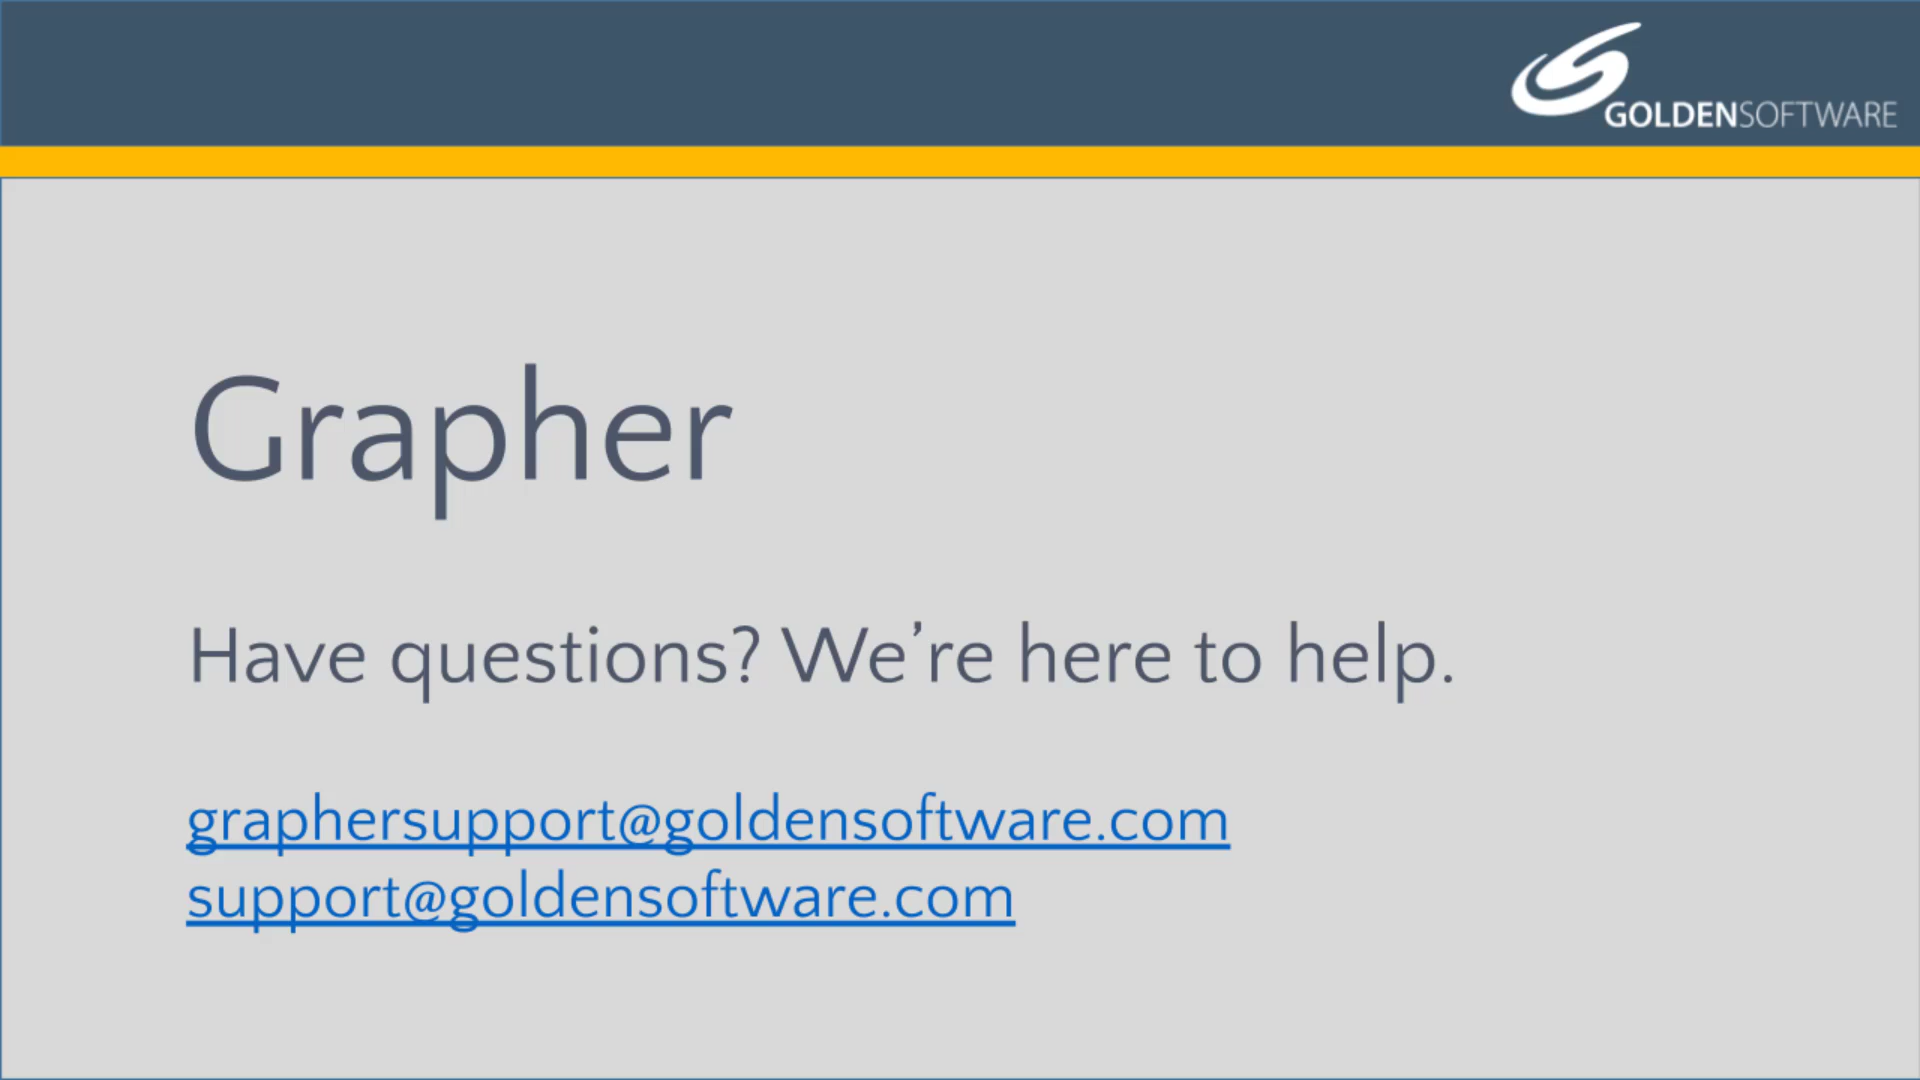 GOLDENSOFTWARE
Grapher
Have questions? We’re here to help.
graphersupport@goldensoftware.com
support@goldensoftware.com